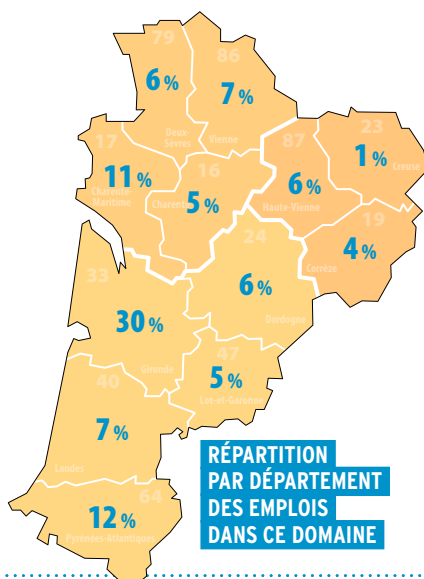 79
6 %
Deux-
Sèvres
86
7 %
Vienne
17
11 %
Charente-
Maritime
16
Charente
5 %
87
6 %
Haute-Vienne
23
1 %
Creuse
19
4 %
Corrèze
24
6 %
Dordogne
33
30 %
Gironde
47
5 %
Lot-et-Garonne
40
7 %
Landes
64
12 %
Pyrénées-Atlantiques
RÉPARTITION
PAR DÉPARTEMENT
DES EMPLOIS
DANS CE DOMAINE